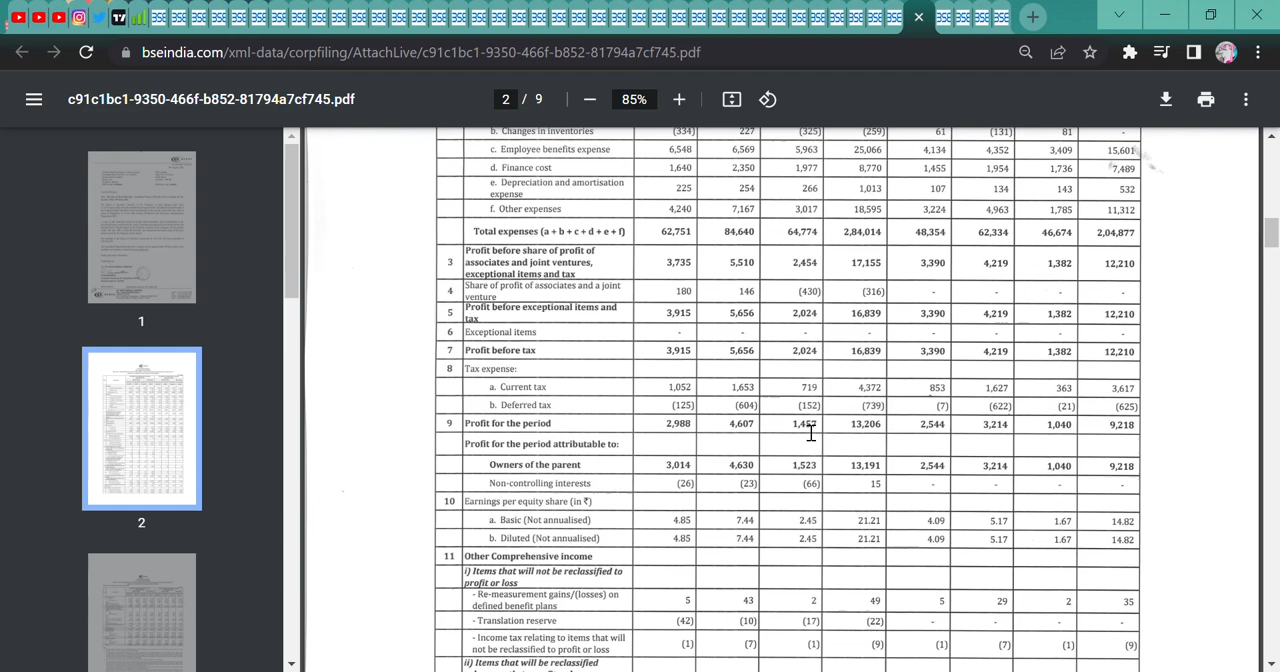 bseindia.com/xml-data/corpfiling/AttachLive/c91c1bc1-9350-466f-b852-81794a7cf745.pdf
c91c1bc1-9350-466f-b852-81794a7cf745.pdf
2 / 9
85%
b. Changes in inventories (334) 227 (325) (259) 61 (131) 81 -
c. Employee benefits expense 6,548 6,569 5,963 25,066 4,134 4,352 3,409 15,601
d. Finance cost 1,640 2,350 1,977 8,770 1,455 1,954 1,736 7,489
e. Depreciation and amortisation
expense 225 254 266 1,013 107 134 143 532
f. Other expenses 4,240 7,167 3,017 18,595 3,224 4,963 1,785 11,312
Total expenses (a + b + c + d + e + f) 62,751 84,640 64,774 2,84,014 48,354 62,334 46,674 2,04,877
3 Profit before share of profit of
associates and joint ventures, 3,735 5,510 2,454 17,155 3,390 4,219 1,382 12,210
exceptional items and tax
4 Share of profit of associates and a joint
venture 180 146 (430) (316) - - - -
5 Profit before exceptional items and
tax 3,915 5,656 2,024 16,839 3,390 4,219 1,382 12,210
6 Exceptional items - - - - - - - -
7 Profit before tax 3,915 5,656 2,024 16,839 3,390 4,219 1,382 12,210
8 Tax expense:
a. Current tax 1,052 1,653 719 4,372 853 1,627 363 3,617
b. Deferred tax (125) (604) (152) (739) (7) (622) (21) (625)
9 Profit for the period 2,988 4,607 1,457 13,206 2,544 3,214 1,040 9,218
Profit for the period attributable to:
Owners of the parent 3,014 4,630 1,523 13,191 2,544 3,214 1,040 9,218
Non-controlling interests (26) (23) (66) 15 - - - -
10 Earnings per equity share (in ₹)
a. Basic (Not annualised) 4.85 7.44 2.45 21.21 4.09 5.17 1.67 14.82
b. Diluted (Not annualised) 4.85 7.44 2.45 21.21 4.09 5.17 1.67 14.82
11 Other Comprehensive income
i) Items that will not be reclassified to
profit or loss
- Re-measurement gains/(losses) on
defined benefit plans 5 43 2 49 5 29 2 35
- Translation reserve (42) (10) (17) (22) - - - -
- Income tax relating to items that will
not be reclassified to profit or loss (1) (7) (1) (9) (1) (7) (1) (9)
ii) Items that will be reclassified
1
2